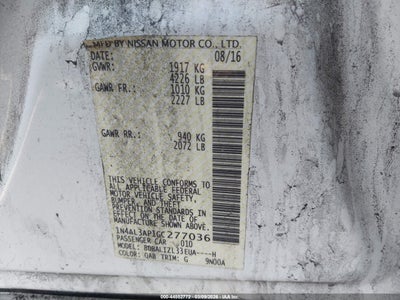 MFD BY NISSAN MOTOR CO., LTD.
DATE: 08/16
GVWR: 1917 KG
4226 LB
GAWR FR. 1010 KG
2227 LB
GAWR RR. 940 KG
2072 LB
THIS VEHICLE CONFORMS TO ALL
APPLICABLE FEDERAL MOTOR VEHICLE SAFETY,
BUMPER, AND THEFT
PREVENTION STANDARDS IN EFFECT
ON THE DATE OF MANUFACTURE
SHOWN ABOVE.
1N4AL3AP1GC277036
PASSENGER CAR 010
MODEL: BDBALIZL33EUA----H
COLOR: QAB TRIM: G 9N00A